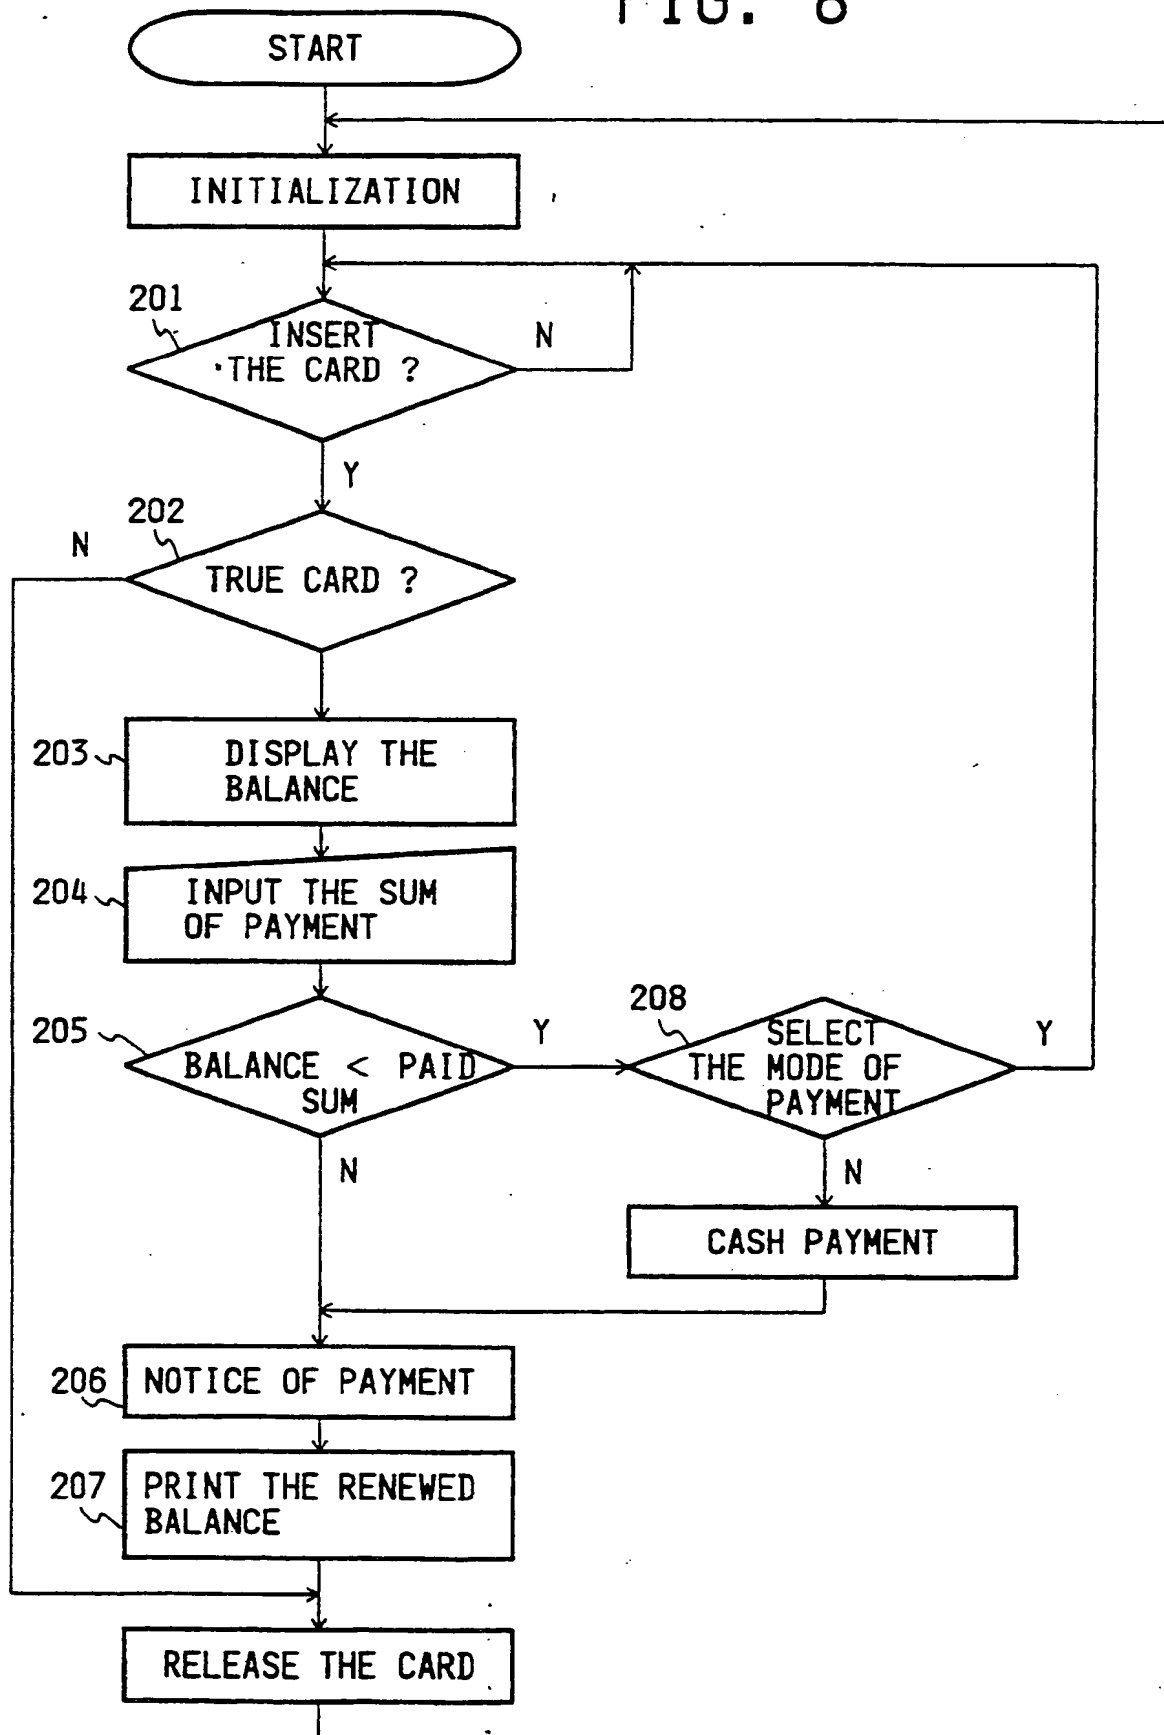 FIG. 6
START
INITIALIZATION
201
INSERT
THE CARD ?
N
Y
202
N
TRUE CARD ?
203
DISPLAY THE
BALANCE
204
INPUT THE SUM
OF PAYMENT
205
BALANCE < PAID
SUM
Y
N
208
SELECT
THE MODE OF
PAYMENT
Y
N
CASH PAYMENT
206
NOTICE OF PAYMENT
207
PRINT THE RENEWED
BALANCE
RELEASE THE CARD